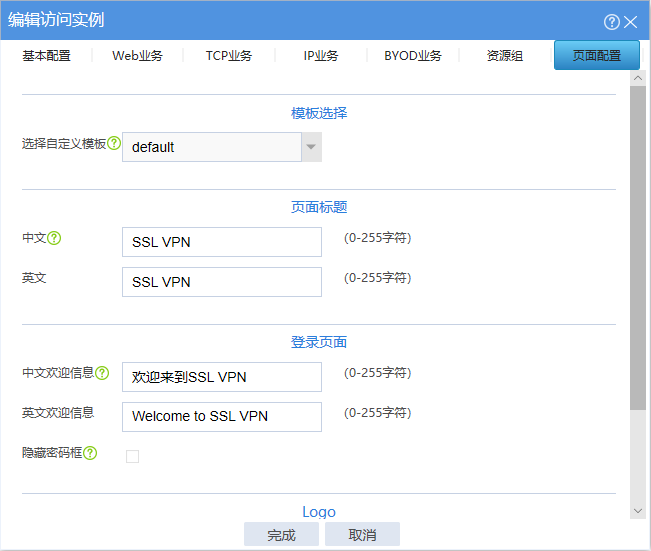 编辑访问实例
基本配置 Web业务 TCP业务 IP业务 BYOD业务 资源组 页面配置
模板选择
选择自定义模板 default
页面标题
中文 SSL VPN (0-255字符)
英文 SSL VPN (0-255字符)
登录页面
中文欢迎信息 欢迎来到SSL VPN (0-255字符)
英文欢迎信息 Welcome to SSL VPN (0-255字符)
隐藏密码框
Logo
完成 取消